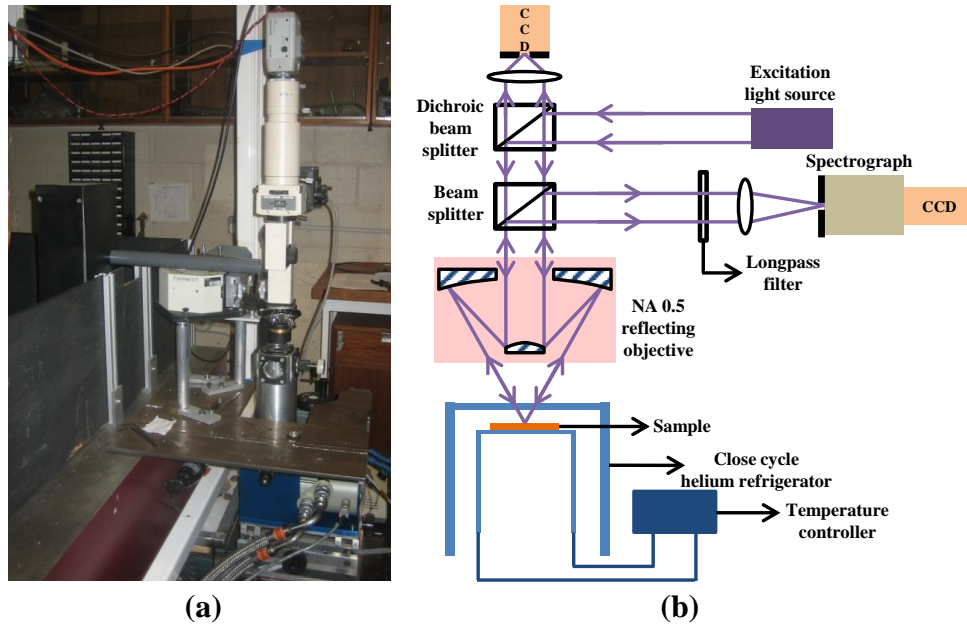 C
C
D
Excitation
light source
Dichroic
beam
splitter
Spectrograph
Beam
splitter
CCD
Longpass
filter
NA 0.5
reflecting
objective
Sample
Close cycle
helium refrigerator
Temperature
controller
(a)
(b)